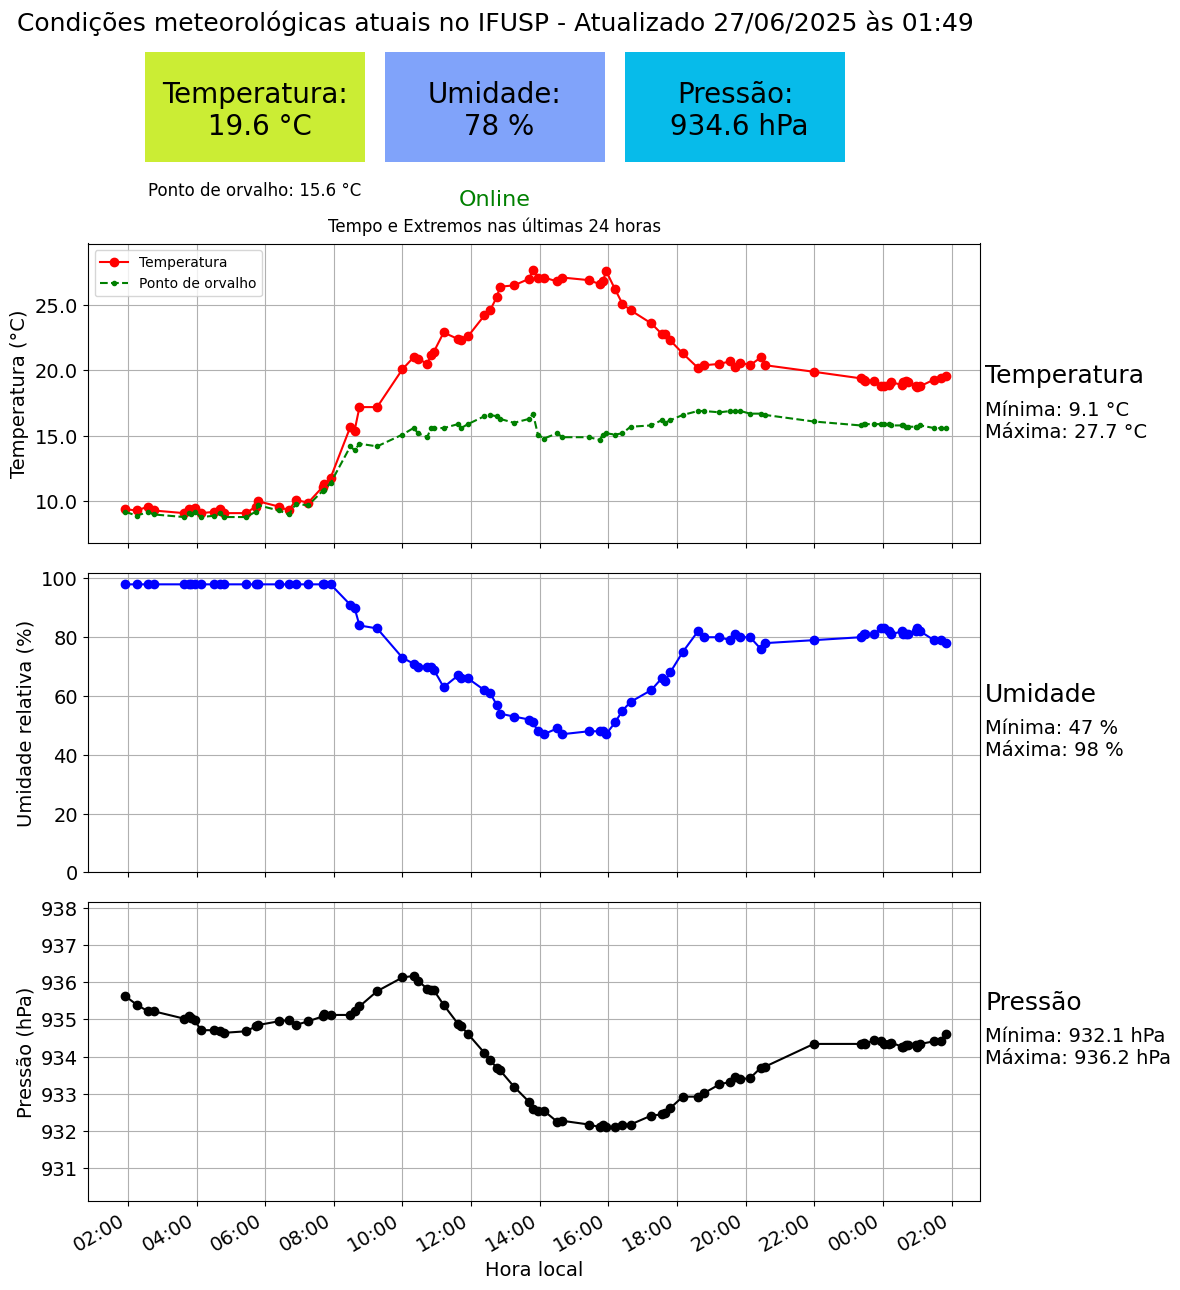 Condições meteorológicas atuais no IFUSP - Atualizado 27/06/2025 às 01:49
Temperatura:
19.6 °C
Umidade:
78 %
Pressão:
934.6 hPa
Ponto de orvalho: 15.6 °C
Online
Tempo e Extremos nas últimas 24 horas
Temperatura
Ponto de orvalho
Temperatura (°C)
25.0
20.0
15.0
10.0
Temperatura
Mínima: 9.1 °C
Máxima: 27.7 °C
Umidade relativa (%)
100
80
60
40
20
0
Umidade
Mínima: 47 %
Máxima: 98 %
Pressão (hPa)
938
937
936
935
934
933
932
931
Pressão
Mínima: 932.1 hPa
Máxima: 936.2 hPa
02:00
04:00
06:00
08:00
10:00
12:00
14:00
16:00
18:00
20:00
22:00
00:00
02:00
Hora local